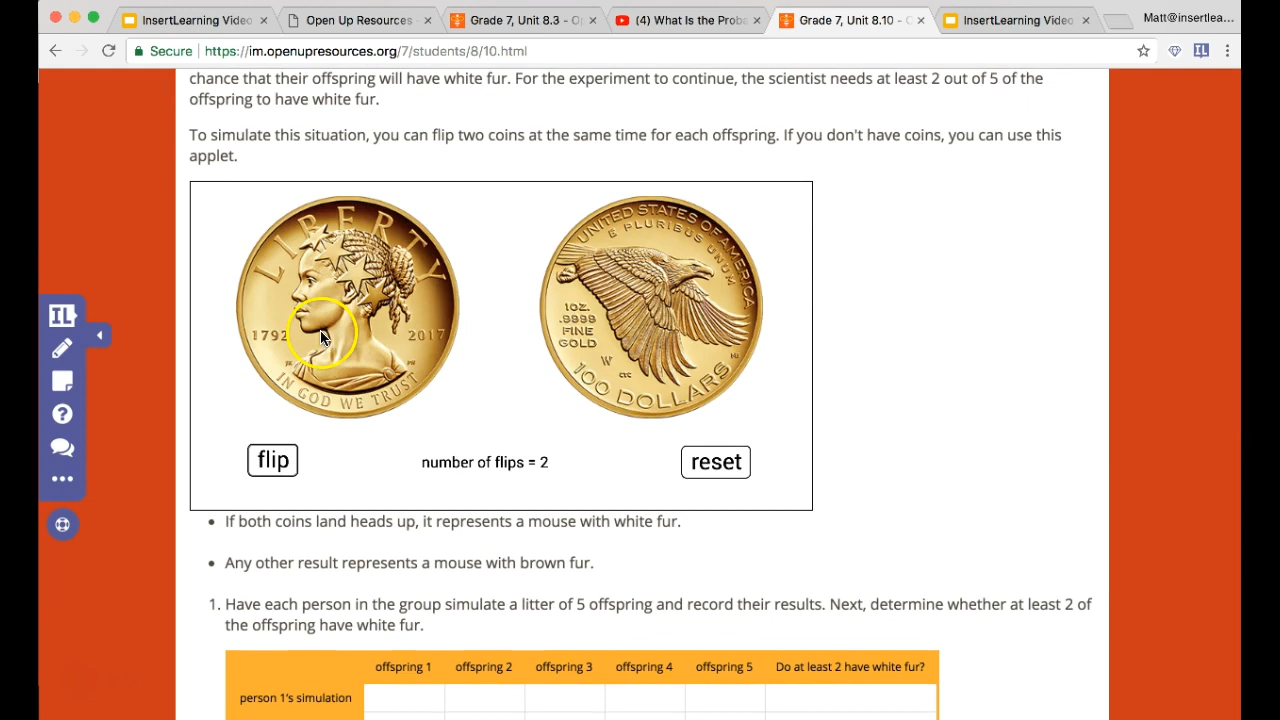 InsertLearning Video
Open Up Resources
Grade 7, Unit 8.3 - O
(4) What Is the Proba
Grade 7, Unit 8.10 - O
InsertLearning Video
Matt@insertlea...
Secure
https://im.openupresources.org/7/students/8/10.html
chance that their offspring will have white fur. For the experiment to continue, the scientist needs at least 2 out of 5 of the
offspring to have white fur.
To simulate this situation, you can flip two coins at the same time for each offspring. If you don't have coins, you can use this
applet.
LIBERTY
1792
2017
IN GOD WE TRUST
UNITED STATES OF AMERICA
E PLURIBUS UNUM
1OZ.
.9999
FINE
GOLD
W
100 DOLLARS
flip
number of flips = 2
reset
IL
IL
• If both coins land heads up, it represents a mouse with white fur.
• Any other result represents a mouse with brown fur.
1. Have each person in the group simulate a litter of 5 offspring and record their results. Next, determine whether at least 2 of
the offspring have white fur.
offspring 1 offspring 2 offspring 3 offspring 4 offspring 5 Do at least 2 have white fur?
person 1's simulation